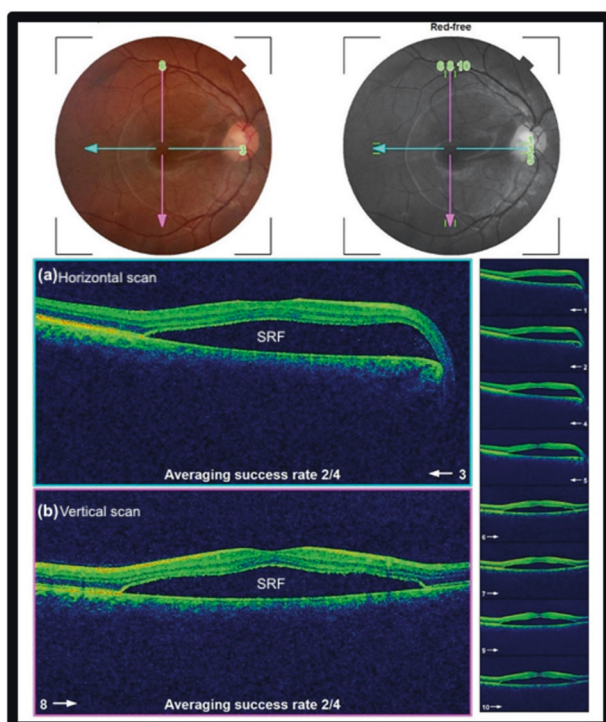 Red-free
8
6 8 10
3
(a) Horizontal scan
SRF
Averaging success rate 2/4
← 3
(b) Vertical scan
SRF
8 →
Averaging success rate 2/4
← 1
← 2
← 4
← 5
6 →
7 →
9 →
10 →